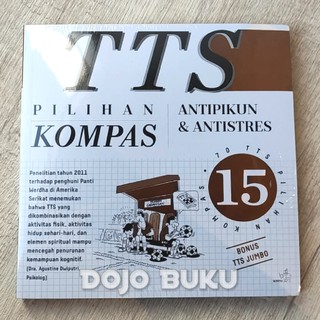 TTS
PILIHAN
KOMPAS
ANTIPIKUN
& ANTISTRES
Penelitian tahun 2011
terhadap penghuni Panti
Werdha di Amerika
Serikat menemukan
bahwa TTS yang
dikombinasikan dengan
aktivitas fisik, aktivitas
hidup sehari-hari, dan
elemen spiritual mampu
mencegah penurunan
kemampuan kognitif.
(Dra. Agustine Dwiputri,
Psikolog)
70 TTS PILIHAN KOMPAS
15
BONUS
TTS JUMBO
DOJO BUKU